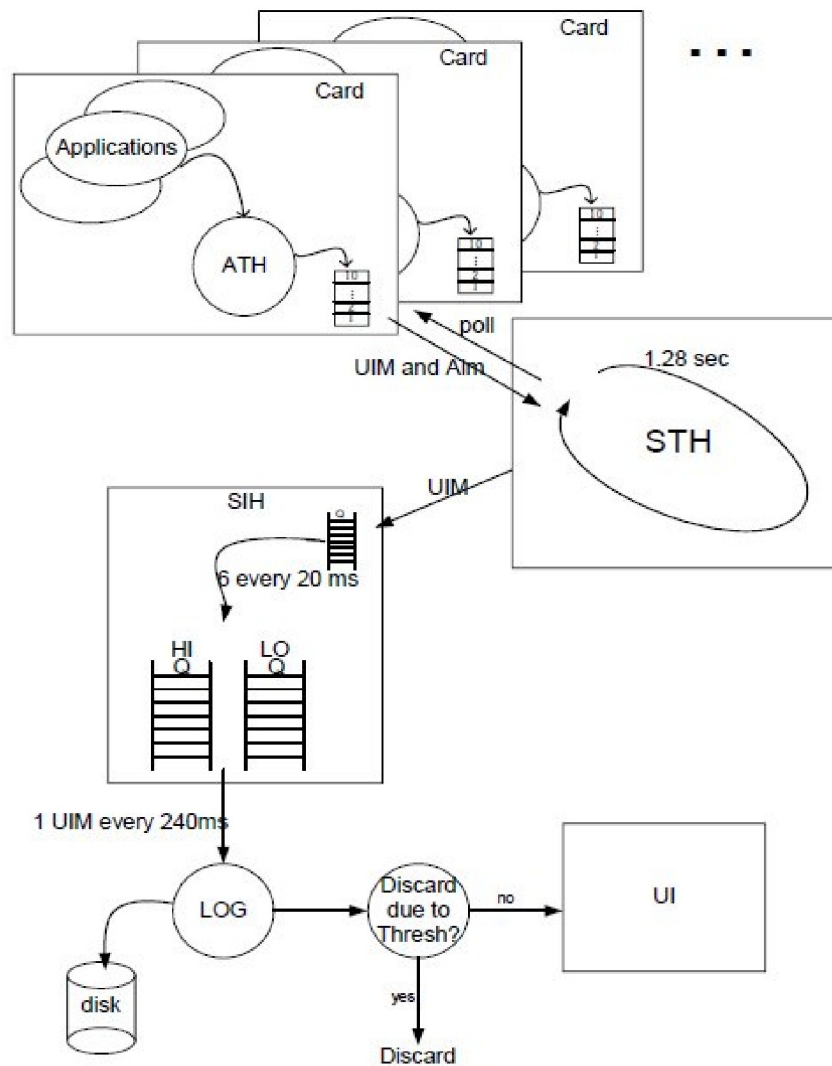 Card
Card
Card
Applications
ATH
10
2
1
10
2
1
10
2
1
poll
UIM and Alm
1.28 sec
STH
UIM
SIH
Q
6 every 20 ms
HI
Q
LO
Q
1 UIM every 240ms
LOG
Discard
due to
Thresh?
no
UI
disk
yes
Discard